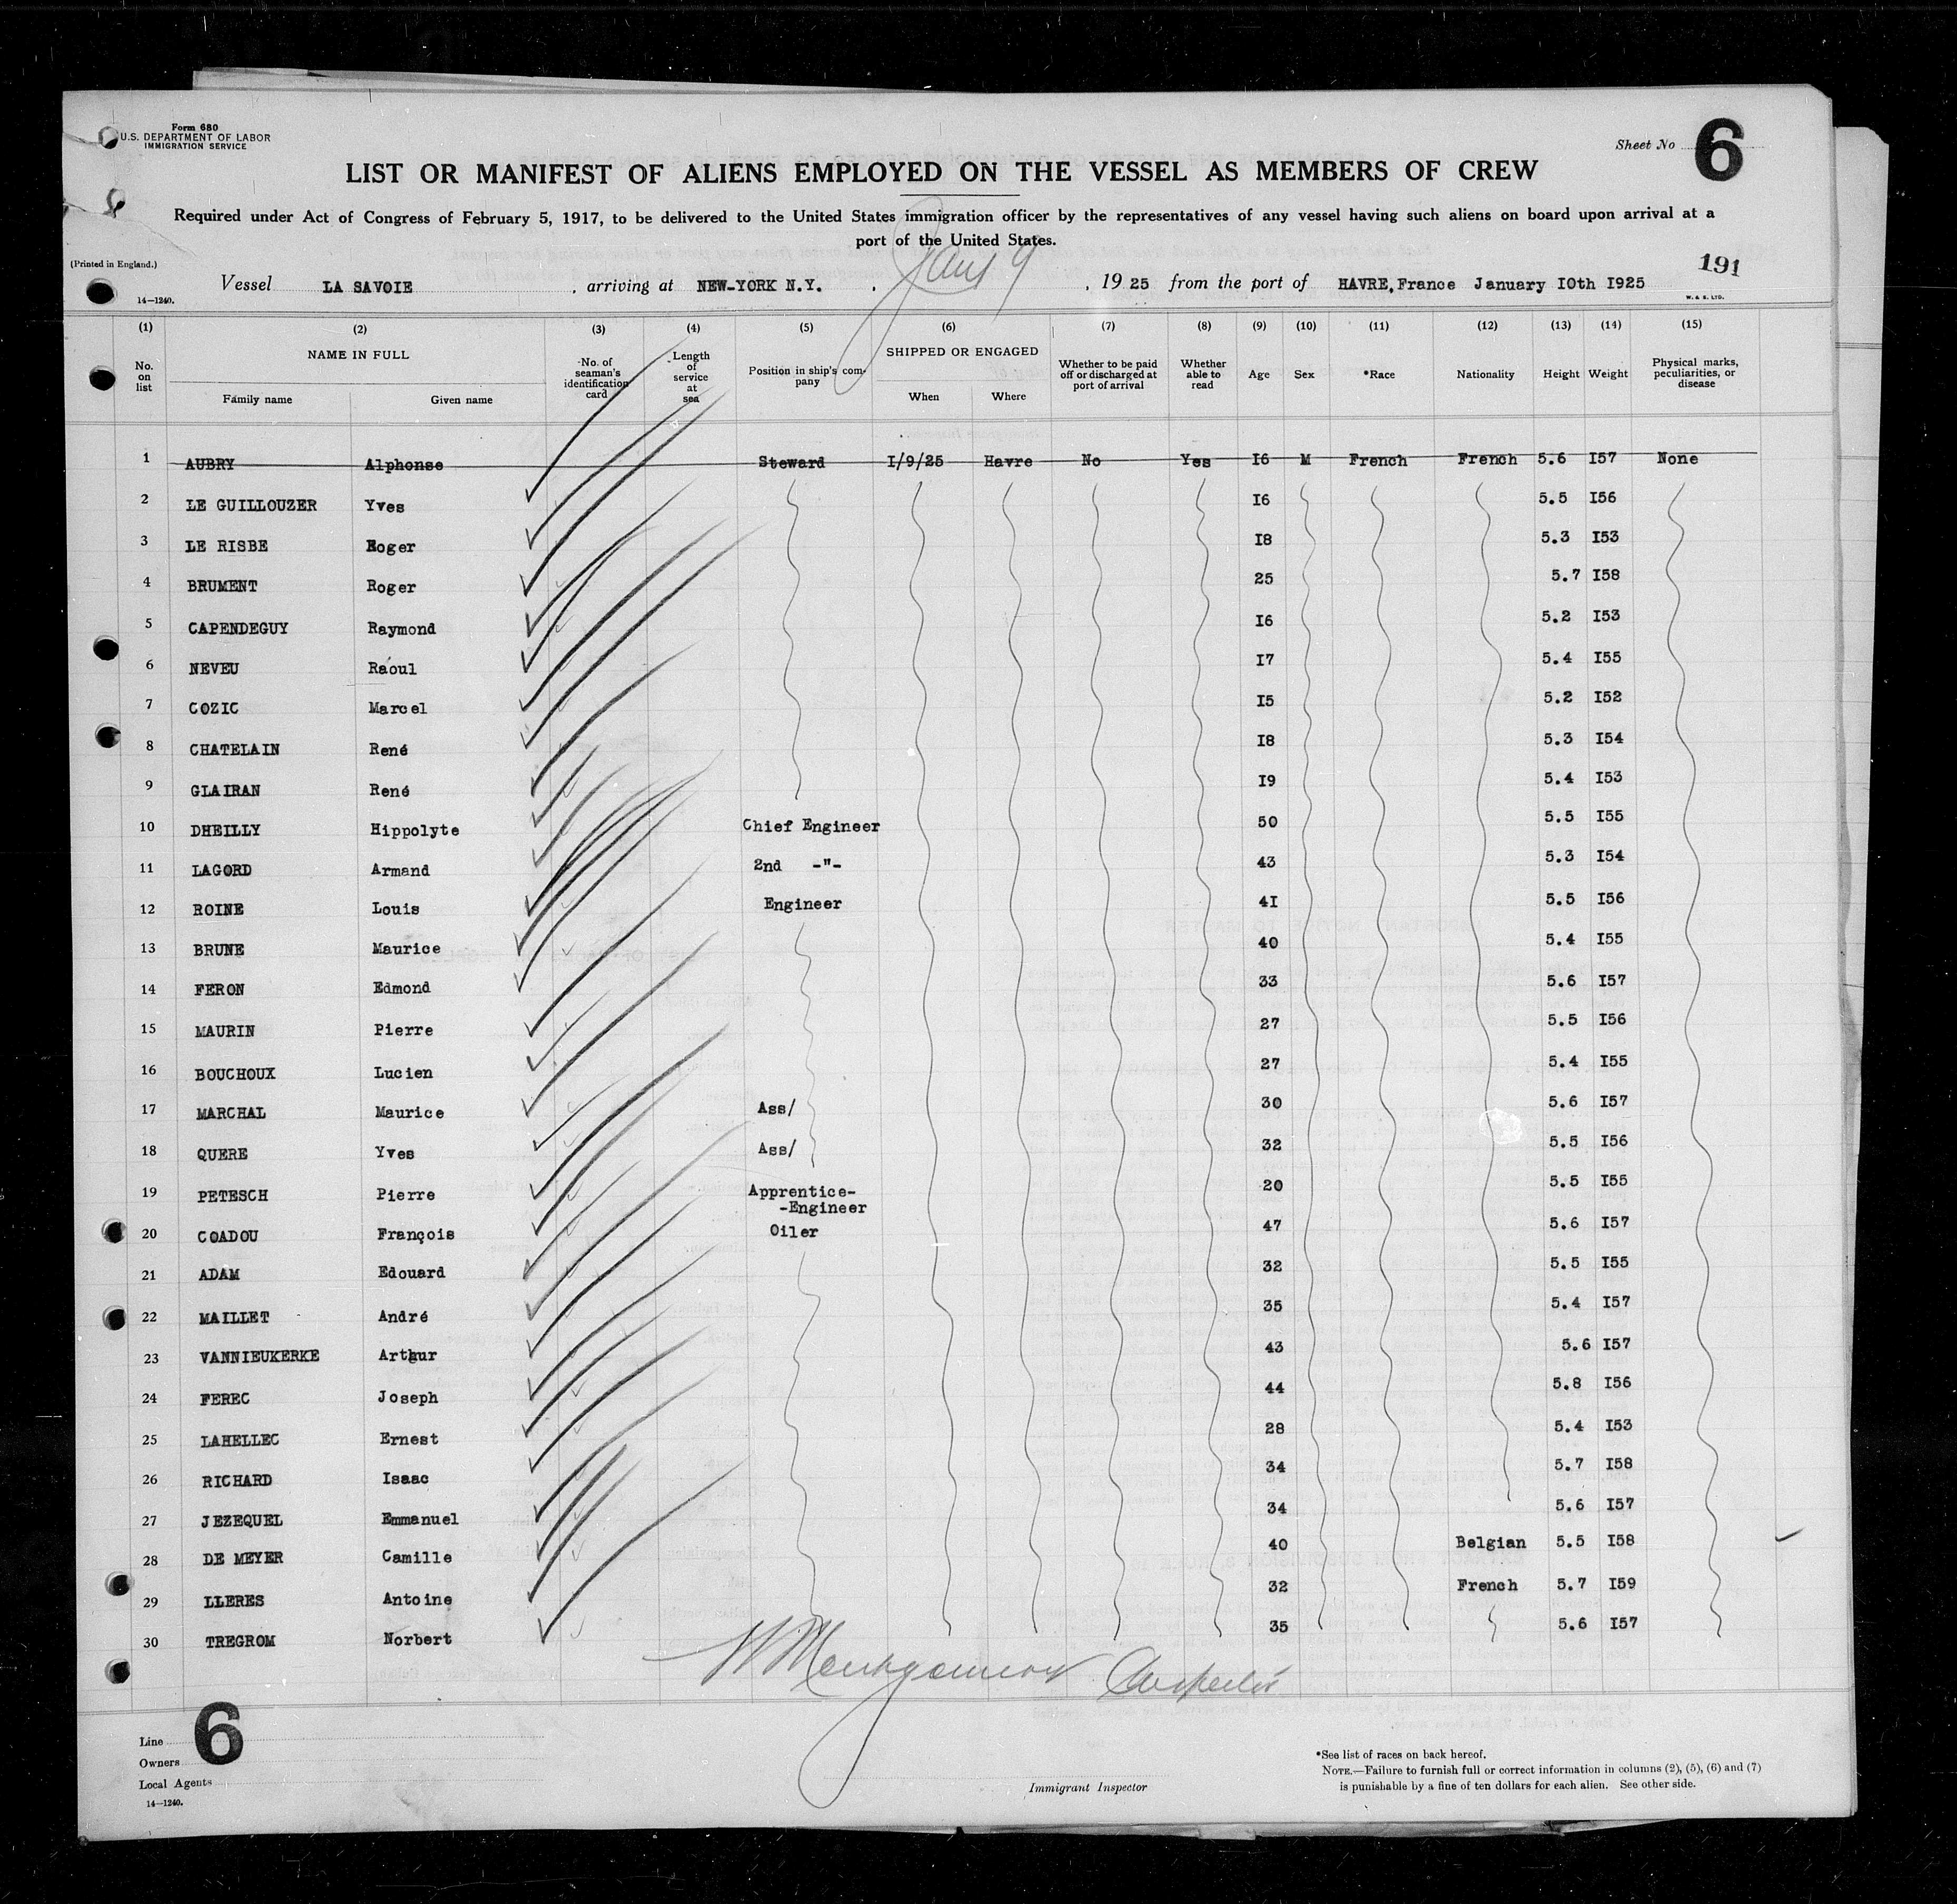 Form 680
U.S. DEPARTMENT OF LABOR
IMMIGRATION SERVICE
Sheet No 6
LIST OR MANIFEST OF ALIENS EMPLOYED ON THE VESSEL AS MEMBERS OF CREW
Required under Act of Congress of February 5, 1917, to be delivered to the United States immigration officer by the representatives of any vessel having such aliens on board upon arrival at a
port of the United States.
(Printed in England.)
191
Vessel LA SAVOIE , arriving at NEW-YORK N.Y. , , 19 25 from the port of HAVRE, France January IOth I925
14—1240.
W. & S. LTD.
(1) (2) (3) (4) (5) (6) (7) (8) (9) (10) (11) (12) (13) (14) (15)
No. on list NAME IN FULL Family name Given name No. of seaman's identification card Length of service at sea Position in ship's company SHIPPED OR ENGAGED When Where Whether to be paid off or discharged at port of arrival Whether able to read Age Sex *Race Nationality Height Weight Physical marks, peculiarities, or disease
1 AUBRY Alphonse Steward I/9/25 Havre No Yes I6 M French French 5.6 I57 None
2 LE GUILLOUZER Yves I6 5.5 I56
3 LE RISBE Roger I8 5.3 I53
4 BRUMENT Roger 25 5.7 I58
5 CAPENDEGUY Raymond I6 5.2 I53
6 NEVEU Raoul I7 5.4 I55
7 COZIC Marcel I5 5.2 I52
8 CHATELAIN René I8 5.3 I54
9 GLAIRAN René I9 5.4 I53
10 DHEILLY Hippolyte Chief Engineer 50 5.5 I55
11 LAGORD Armand 2nd -"- 43 5.3 I54
12 ROINE Louis Engineer 4I 5.5 I56
13 BRUNE Maurice 40 5.4 I55
14 FERON Edmond 33 5.6 I57
15 MAURIN Pierre 27 5.5 I56
16 BOUCHOUX Lucien 27 5.4 I55
17 MARCHAL Maurice Ass/ 30 5.6 I57
18 QUERE Yves Ass/ 32 5.5 I56
19 PETESCH Pierre Apprentice-
-Engineer 20 5.5 I55
20 COADOU François Oiler 47 5.6 I57
21 ADAM Edouard 32 5.5 I55
22 MAILLET André 35 5.4 I57
23 VANNIEUKERKE Arthur 43 5.6 I57
24 FEREC Joseph 44 5.8 I56
25 LAHELLEC Ernest 28 5.4 I53
26 RICHARD Isaac 34 5.7 I58
27 JEZEQUEL Emmanuel 34 5.6 I57
28 DE MEYER Camille 40 Belgian 5.5 I58
29 LLERES Antoine 32 French 5.7 I59
30 TREGROM Norbert 35 5.6 I57
W Montgomery Inspector
6
Line
Owners
Local Agents
14—1240.
Immigrant Inspector
*See list of races on back hereof.
NOTE.—Failure to furnish full or correct information in columns (2), (5), (6) and (7)
is punishable by a fine of ten dollars for each alien. See other side.